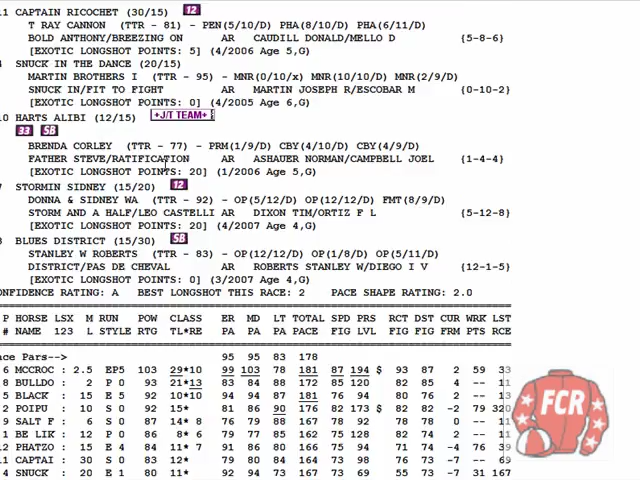 11 CAPTAIN RICOCHET (30/15) 12
T RAY CANNON (TTR - 81) - PEN(5/10/D) PHA(8/10/D) PHA(6/11/D)
BOLD ANTHONY/BREEZING ON AR CAUDILL DONALD/MELLO D {5-8-6}
[EXOTIC LONGSHOT POINTS: 5] (4/2006 Age 5,G)
4 SNUCK IN THE DANCE (20/15)
MARTIN BROTHERS I (TTR - 95) - MNR(0/10/x) MNR(10/10/D) MNR(2/9/D)
SNUCK IN/FIT TO FIGHT AR MARTIN JOSEPH R/ESCOBAR M {0-10-2}
[EXOTIC LONGSHOT POINTS: 0] (4/2005 Age 6,G)
10 HARTS ALIBI (12/15) +J/T TEAM+
33 SB
BRENDA CORLEY (TTR - 77) - PRM(1/9/D) CBY(4/10/D) CBY(4/9/D)
FATHER STEVE/RATIFICATION AR ASHAUER NORMAN/CAMPBELL JOEL {1-4-4}
[EXOTIC LONGSHOT POINTS: 20] (1/2006 Age 5,G)
7 STORMIN SIDNEY (15/20) 12
DONNA & SIDNEY WA (TTR - 92) - OP(5/12/D) OP(12/12/D) FMT(8/9/D)
STORM AND A HALF/LEO CASTELLI AR DIXON TIM/ORTIZ F L {5-12-8}
[EXOTIC LONGSHOT POINTS: 20] (4/2007 Age 4,G)
8 BLUES DISTRICT (15/30) SB
STANLEY W ROBERTS (TTR - 83) - OP(12/12/D) OP(1/8/D) OP(5/11/D)
DISTRICT/PAS DE CHEVAL AR ROBERTS STANLEY W/DIEGO I V {12-1-5}
[EXOTIC LONGSHOT POINTS: 0] (3/2007 Age 4,G)
ONFIDENCE RATING: A BEST LONGSHOT THIS RACE: 2 PACE SHAPE RATING: 2.0
P HORSE LSX M RUN POW CLASS ER MD LT TOTAL SPD PRS RCT DST CUR WRK LST
# NAME 123 L STYLE RTG TL*RE PA PA PA PACE FIG LVL FIG FIG FRM PTS RCE
ace Pars--> 95 95 83 178
6 MCCROC : 2.5 EP5 103 29*10 99 103 78 181 87 194 $ 93 87 2 59 33
8 BULLDO : 2 P 0 93 21*13 83 84 88 172 85 120 82 85 4 -- 11
5 BLACK : 15 E 5 92 10*10 94 94 87 181 76 94 80 76 2 -- 13
2 POIPU : 10 S 0 92 15* 81 86 90 176 82 173 $ 82 82 -2 79 320
9 SALT F : 6 S 0 87 14* 8 76 79 88 167 78 92 78 78 0 -- 11
1 BE LIK : 12 P 0 86 8* 6 79 77 85 162 75 128 82 74 2 -- 11
12 PHATZO : 15 E 4 84 11* 7 91 86 80 166 75 94 71 74 -4 76 39
11 CAPTAI : 30 S 0 83 12* 79 80 84 164 73 98 76 73 -7 -- 69
4 SNUCK : 20 E 1 80 11* 92 94 73 167 73 69 55 73 -7 31 167
FCR